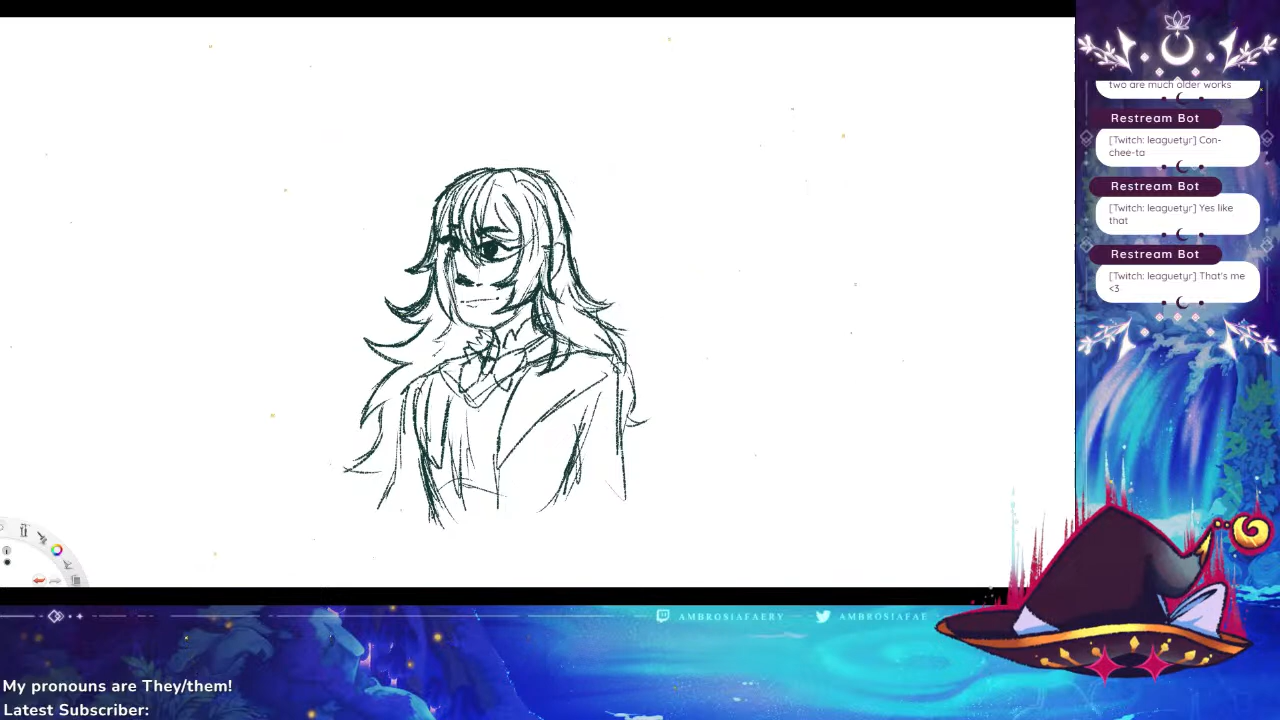 two are much older works
Restream Bot
[Twitch: leaguetyr] Con-
chee-ta
Restream Bot
[Twitch: leaguetyr] Yes like
that
Restream Bot
[Twitch: leaguetyr] That's me
<3
AMBROSIAFAERY
AMBROSIAFAE
My pronouns are They/them!
Latest Subscriber: